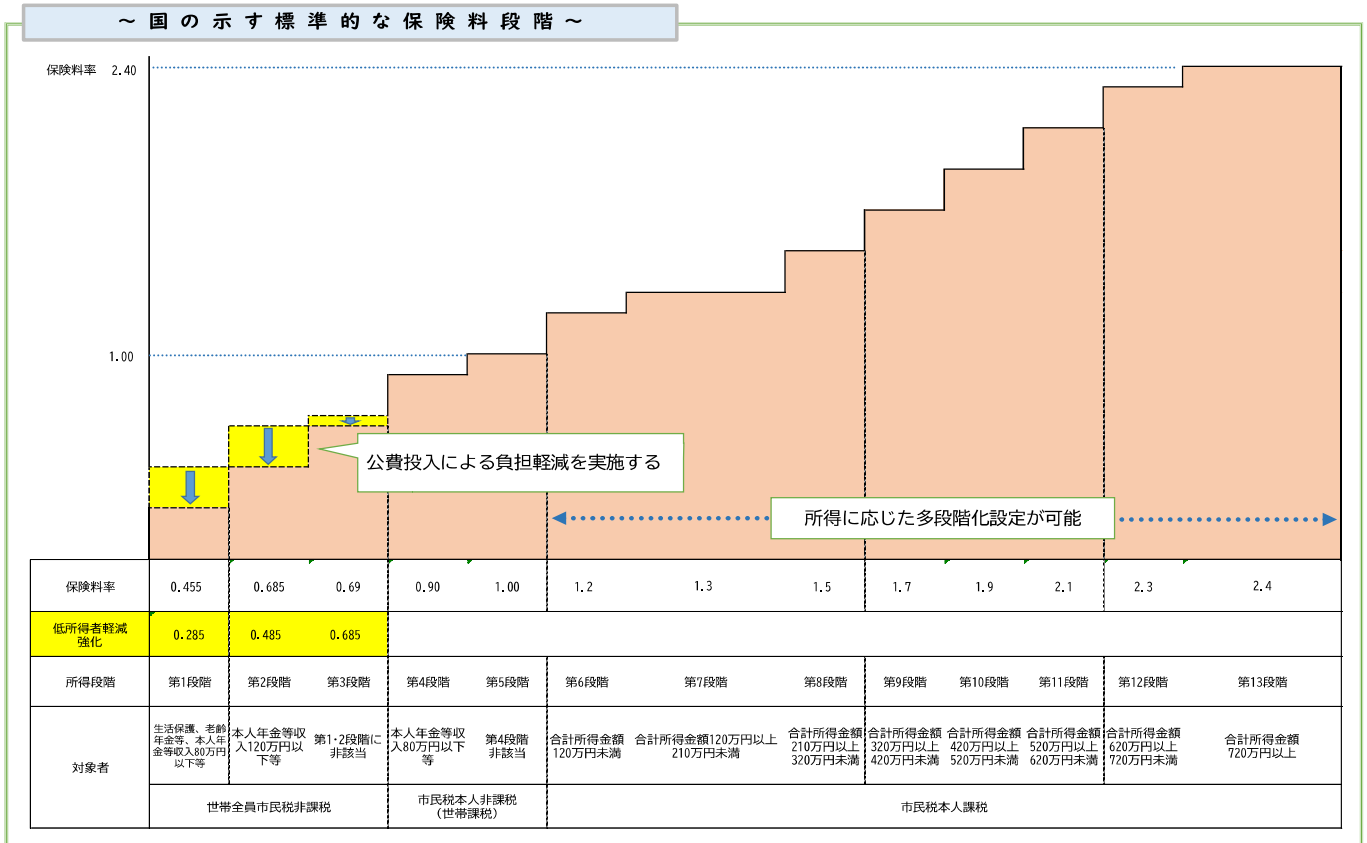 ～国の示す標準的な保険料段階～
保険料率 2.40
1.00
公費投入による負担軽減を実施する
所得に応じた多段階化設定が可能
保険料率 0.455 0.685 0.69 0.90 1.00 1.2 1.3 1.5 1.7 1.9 2.1 2.3 2.4
低所得者軽減
強化
0.285 0.485 0.685
所得段階 第1段階 第2段階 第3段階 第4段階 第5段階 第6段階 第7段階 第8段階 第9段階 第10段階 第11段階 第12段階 第13段階
対象者
生活保護、老齢
年金等、本人年
金等収入80万円
以下等
本人年金等収
入120万円以
下等
第1・2段階に
非該当
本人年金等収
入80万円以下
等
第4段階
非該当
合計所得金額
120万円未満
合計所得金額120万円以上
210万円未満
合計所得金額
210万円以上
320万円未満
合計所得金額
320万円以上
420万円未満
合計所得金額
420万円以上
520万円未満
合計所得金額
520万円以上
620万円未満
合計所得金額
620万円以上
720万円未満
合計所得金額
720万円以上
世帯全員市民税非課税
市民税本人非課税
（世帯課税）
市民税本人課税